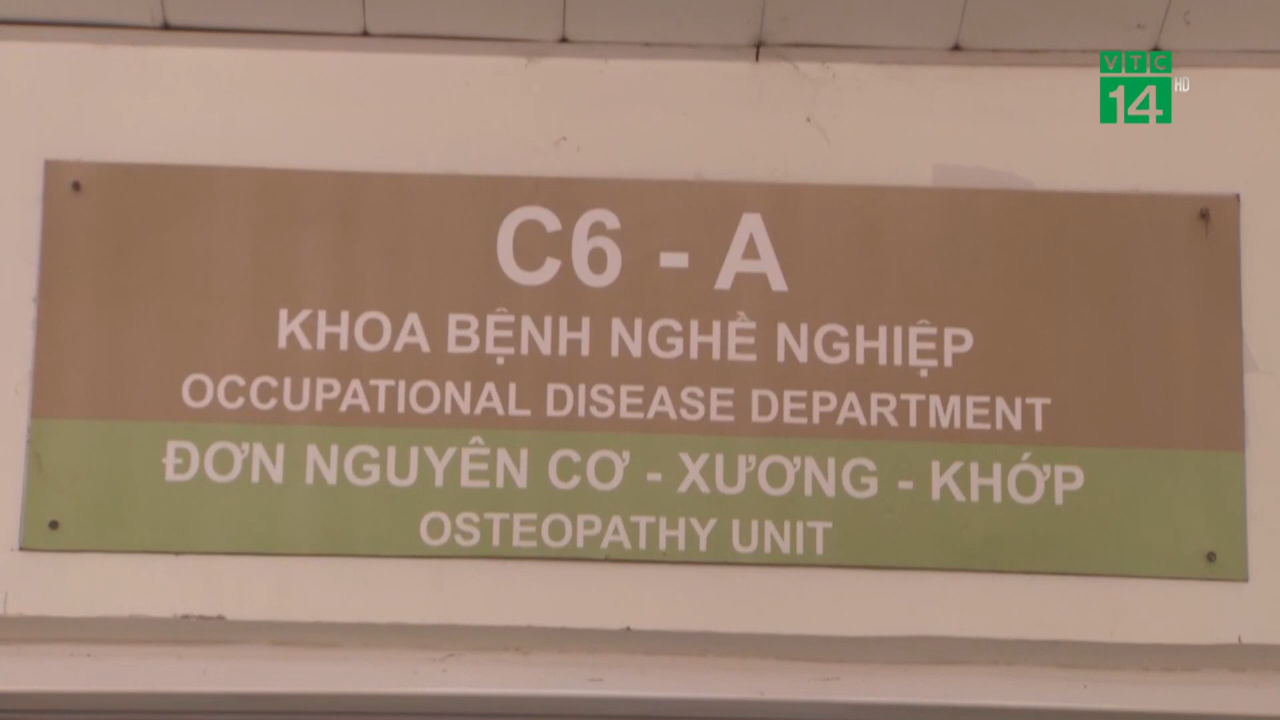 VTC
14 HD
C6 - A
KHOA BỆNH NGHỀ NGHIỆP
OCCUPATIONAL DISEASE DEPARTMENT
ĐƠN NGUYÊN CƠ - XƯƠNG - KHỚP
OSTEOPATHY UNIT